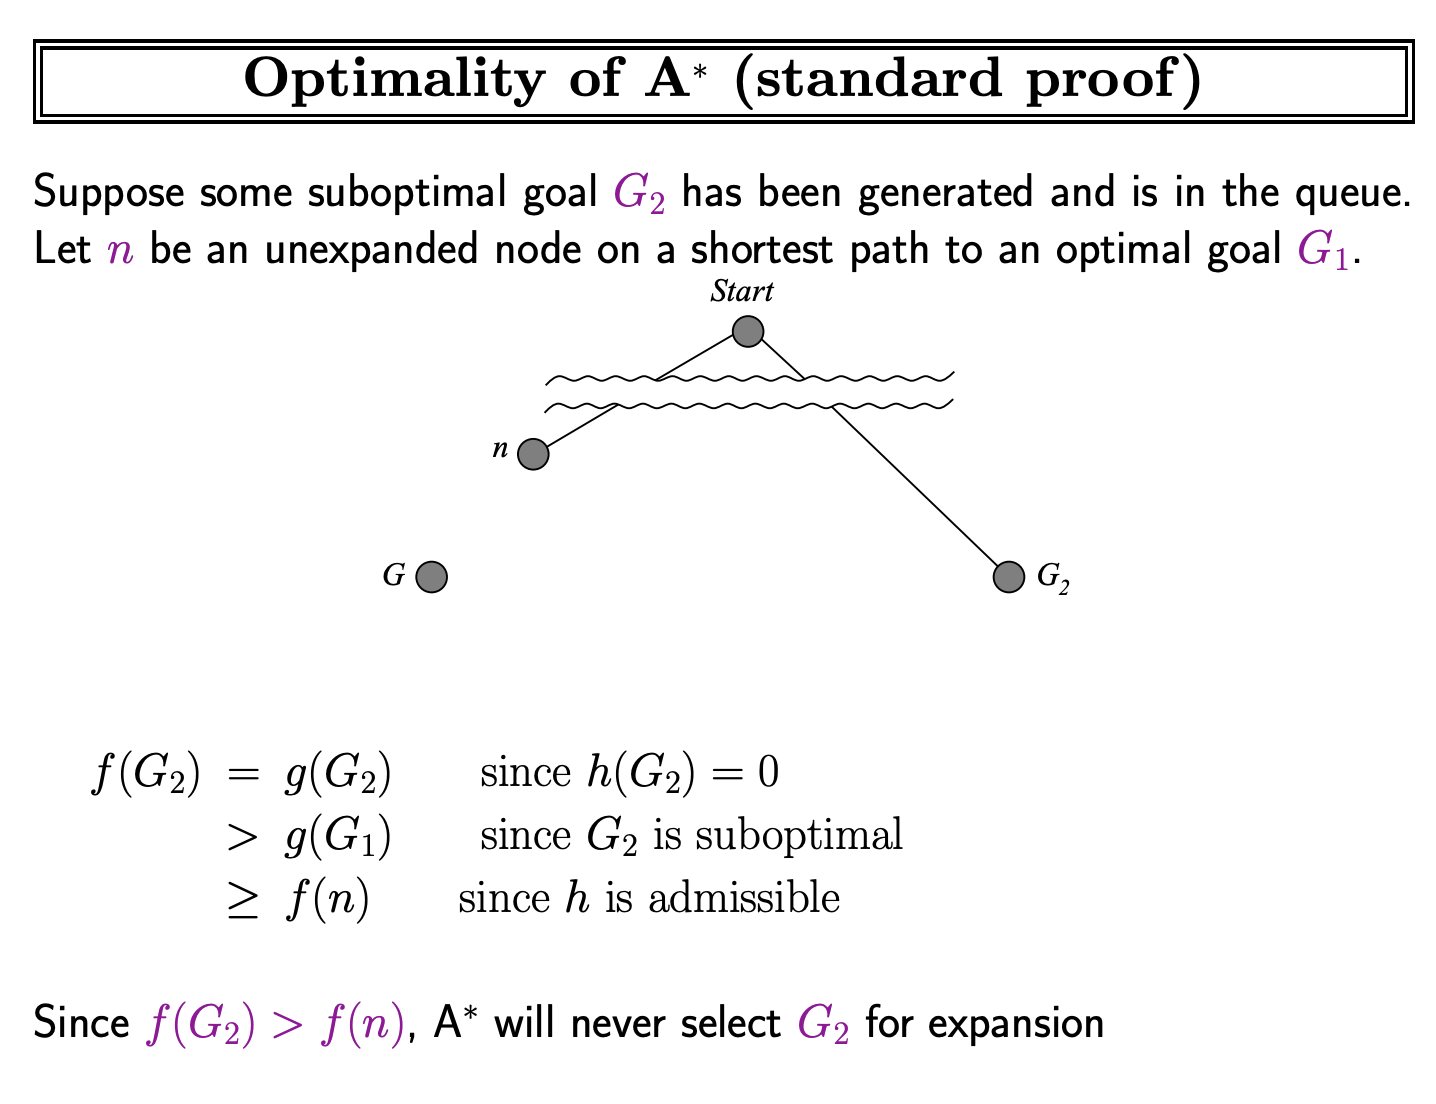 Optimality of A* (standard proof)
Suppose some suboptimal goal G₂ has been generated and is in the queue.
Let n be an unexpanded node on a shortest path to an optimal goal G₁.
Start
n
G
G₂
f(G₂) = g(G₂) since h(G₂) = 0
> g(G₁) since G₂ is suboptimal
≥ f(n) since h is admissible
Since f(G₂) > f(n), A* will never select G₂ for expansion